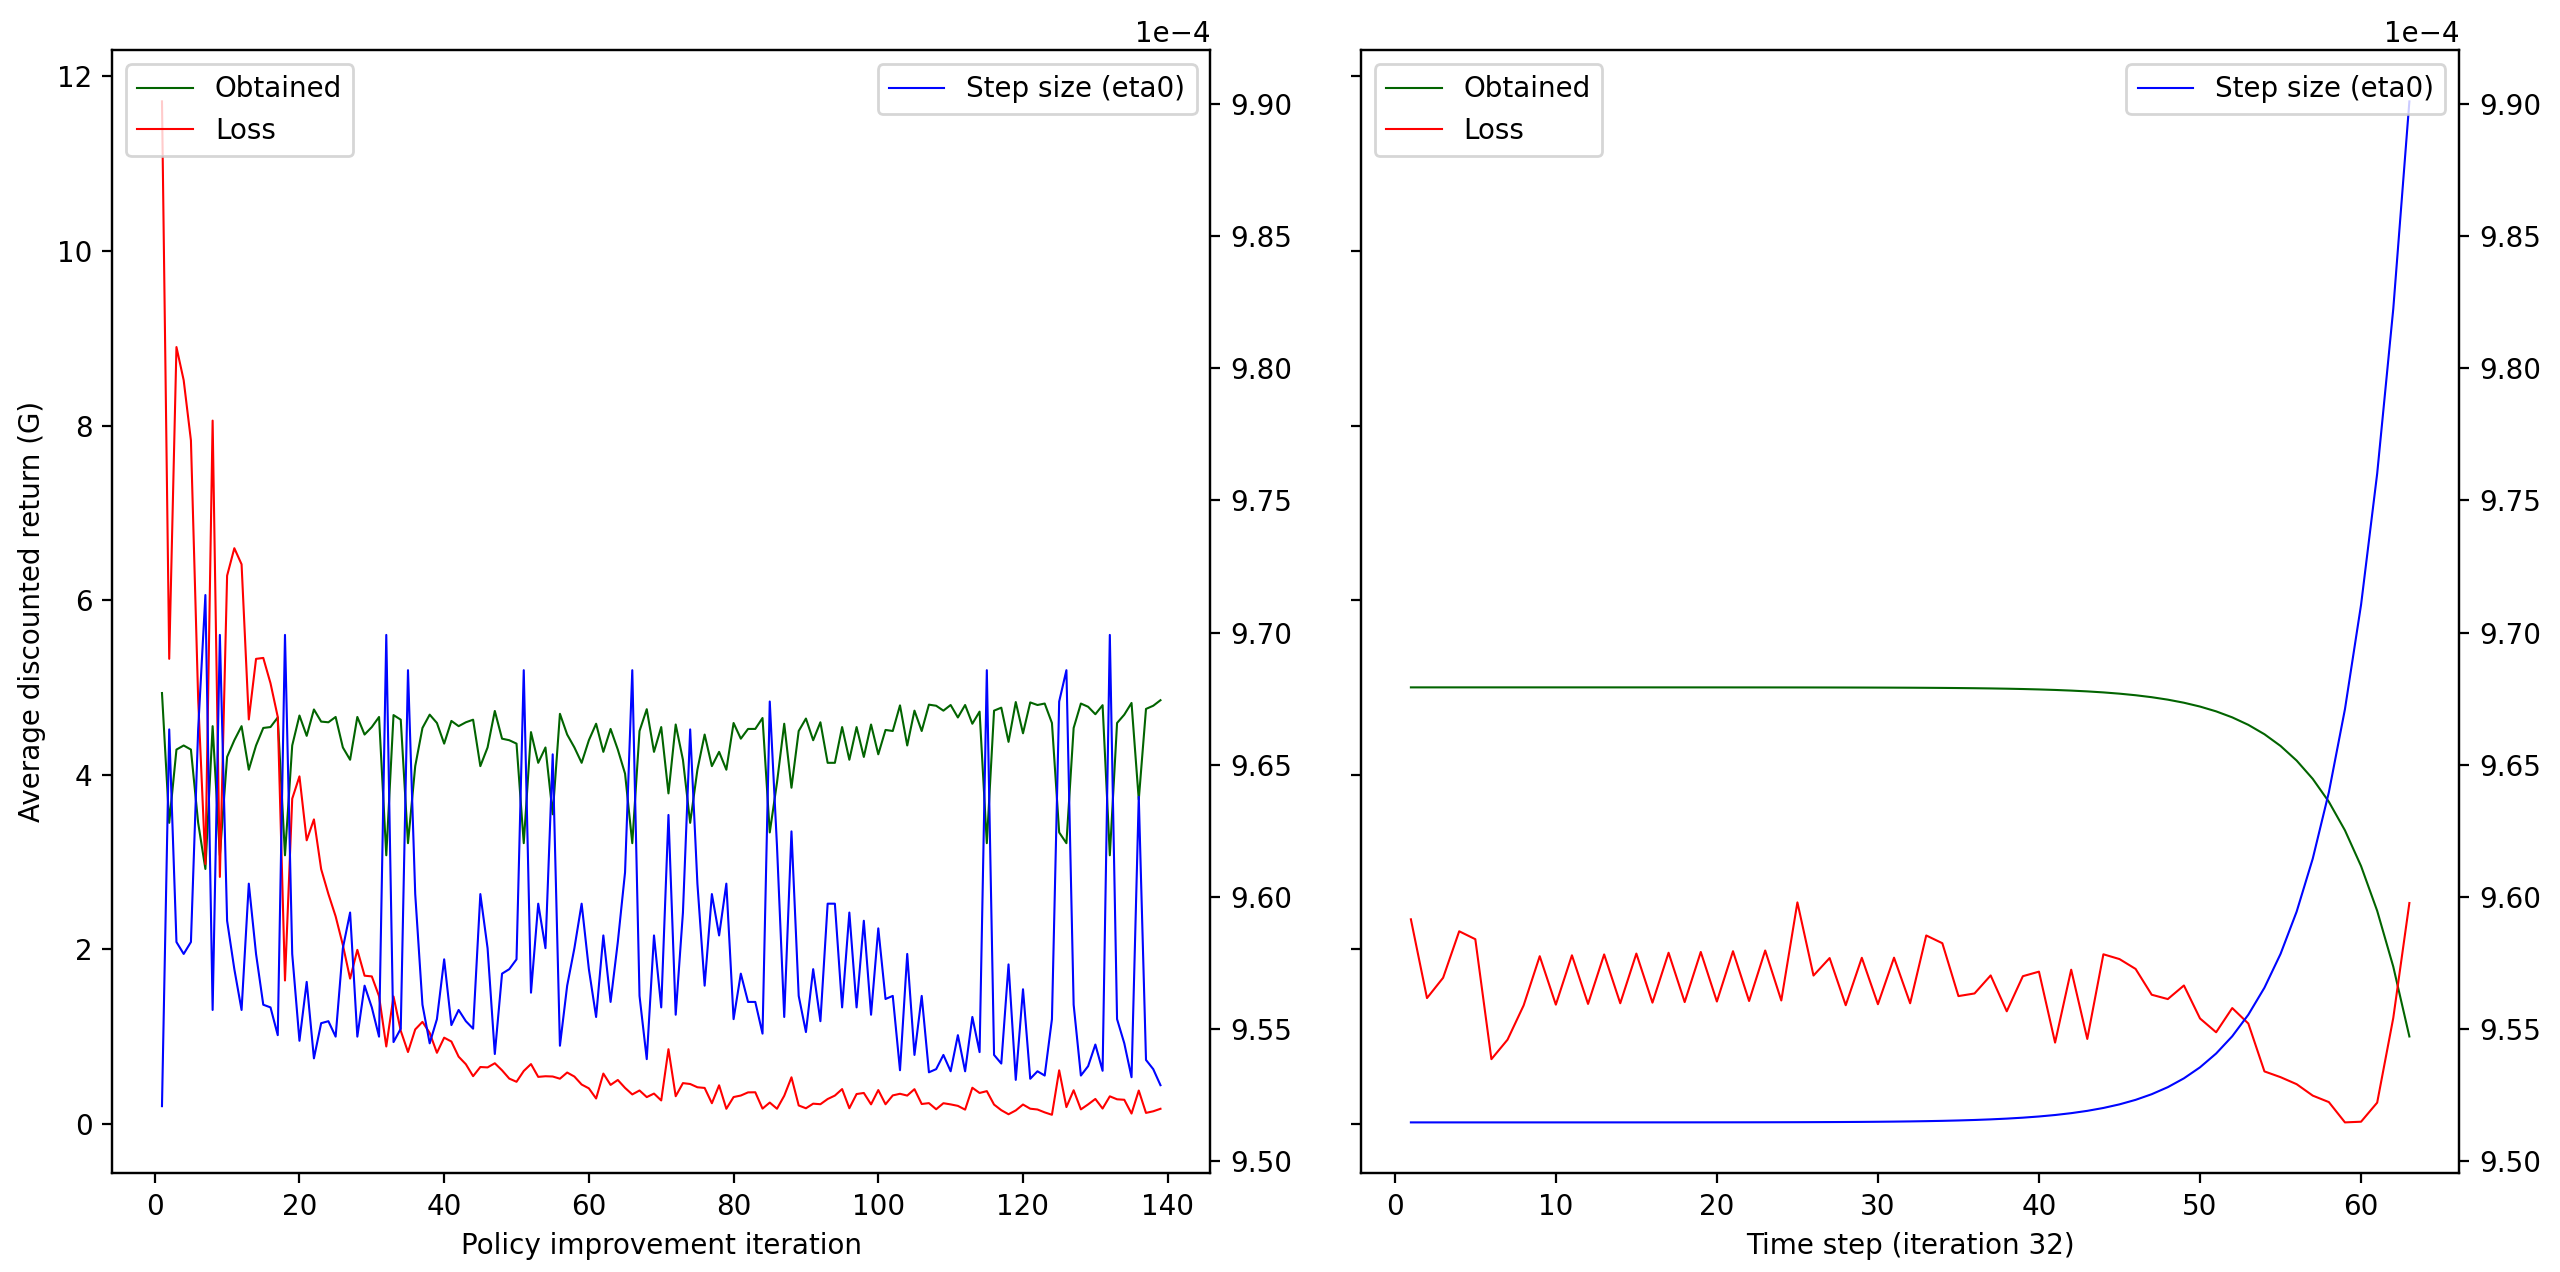 1e−4
Obtained
Loss
Step size (eta0)
12
10
8
6
4
2
0
Average discounted return (G)
9.90
9.85
9.80
9.75
9.70
9.65
9.60
9.55
9.50
0 20 40 60 80 100 120 140
Policy improvement iteration
1e−4
Obtained
Loss
Step size (eta0)
9.90
9.85
9.80
9.75
9.70
9.65
9.60
9.55
9.50
0 10 20 30 40 50 60
Time step (iteration 32)